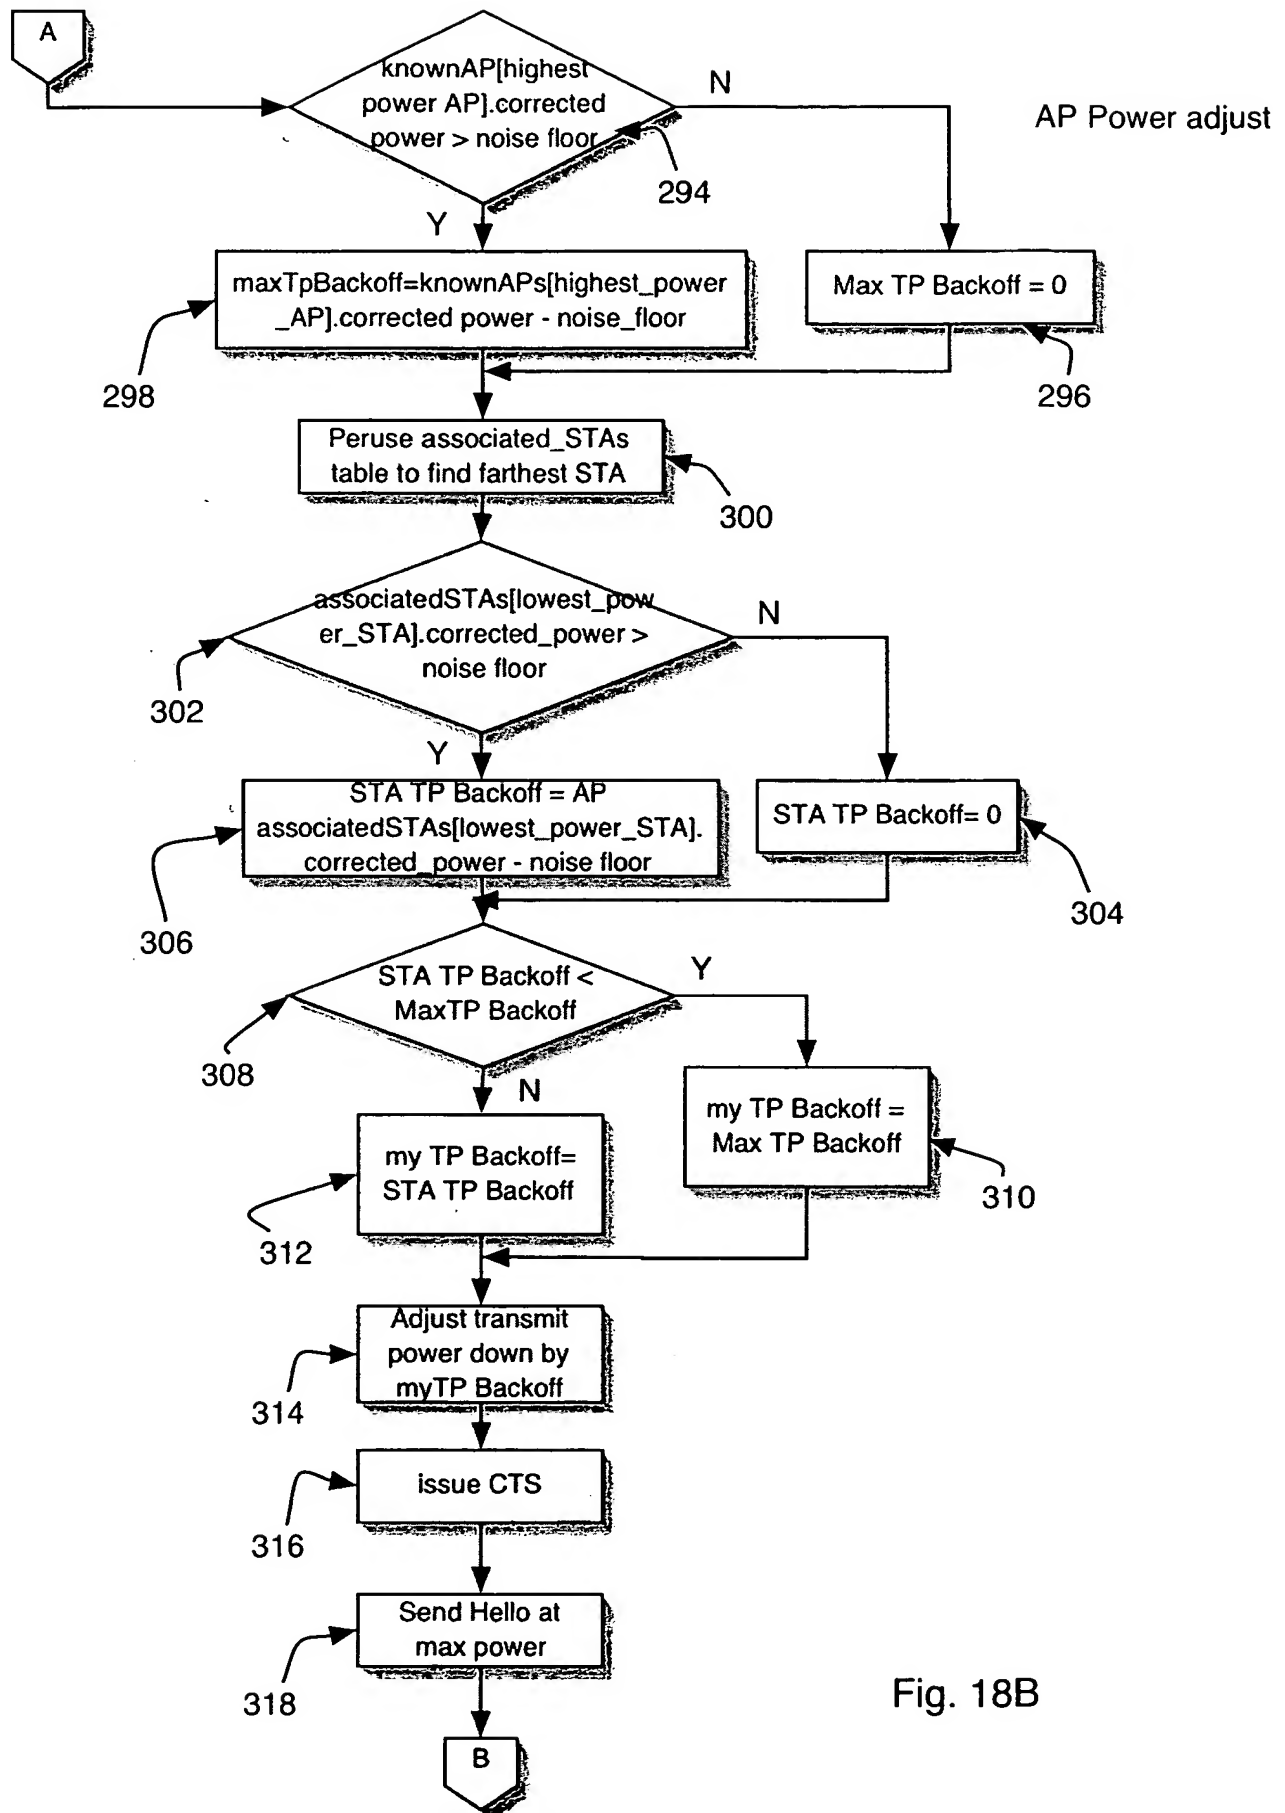 A
knownAP[highest
power AP].corrected
power > noise floor
N
AP Power adjust
294
Y
maxTpBackoff=knownAPs[highest_power
_AP].corrected power - noise_floor
Max TP Backoff = 0
298
296
Peruse associated_STAs
table to find farthest STA
300
associatedSTAs[lowest_pow
er_STA].corrected_power >
noise floor
N
302
Y
STA TP Backoff = AP
associatedSTAs[lowest_power_STA].
corrected_power - noise floor
STA TP Backoff= 0
306
304
STA TP Backoff <
MaxTP Backoff
Y
308
N
my TP Backoff=
STA TP Backoff
my TP Backoff =
Max TP Backoff
310
312
Adjust transmit
power down by
myTP Backoff
314
issue CTS
316
Send Hello at
max power
318
Fig. 18B
B